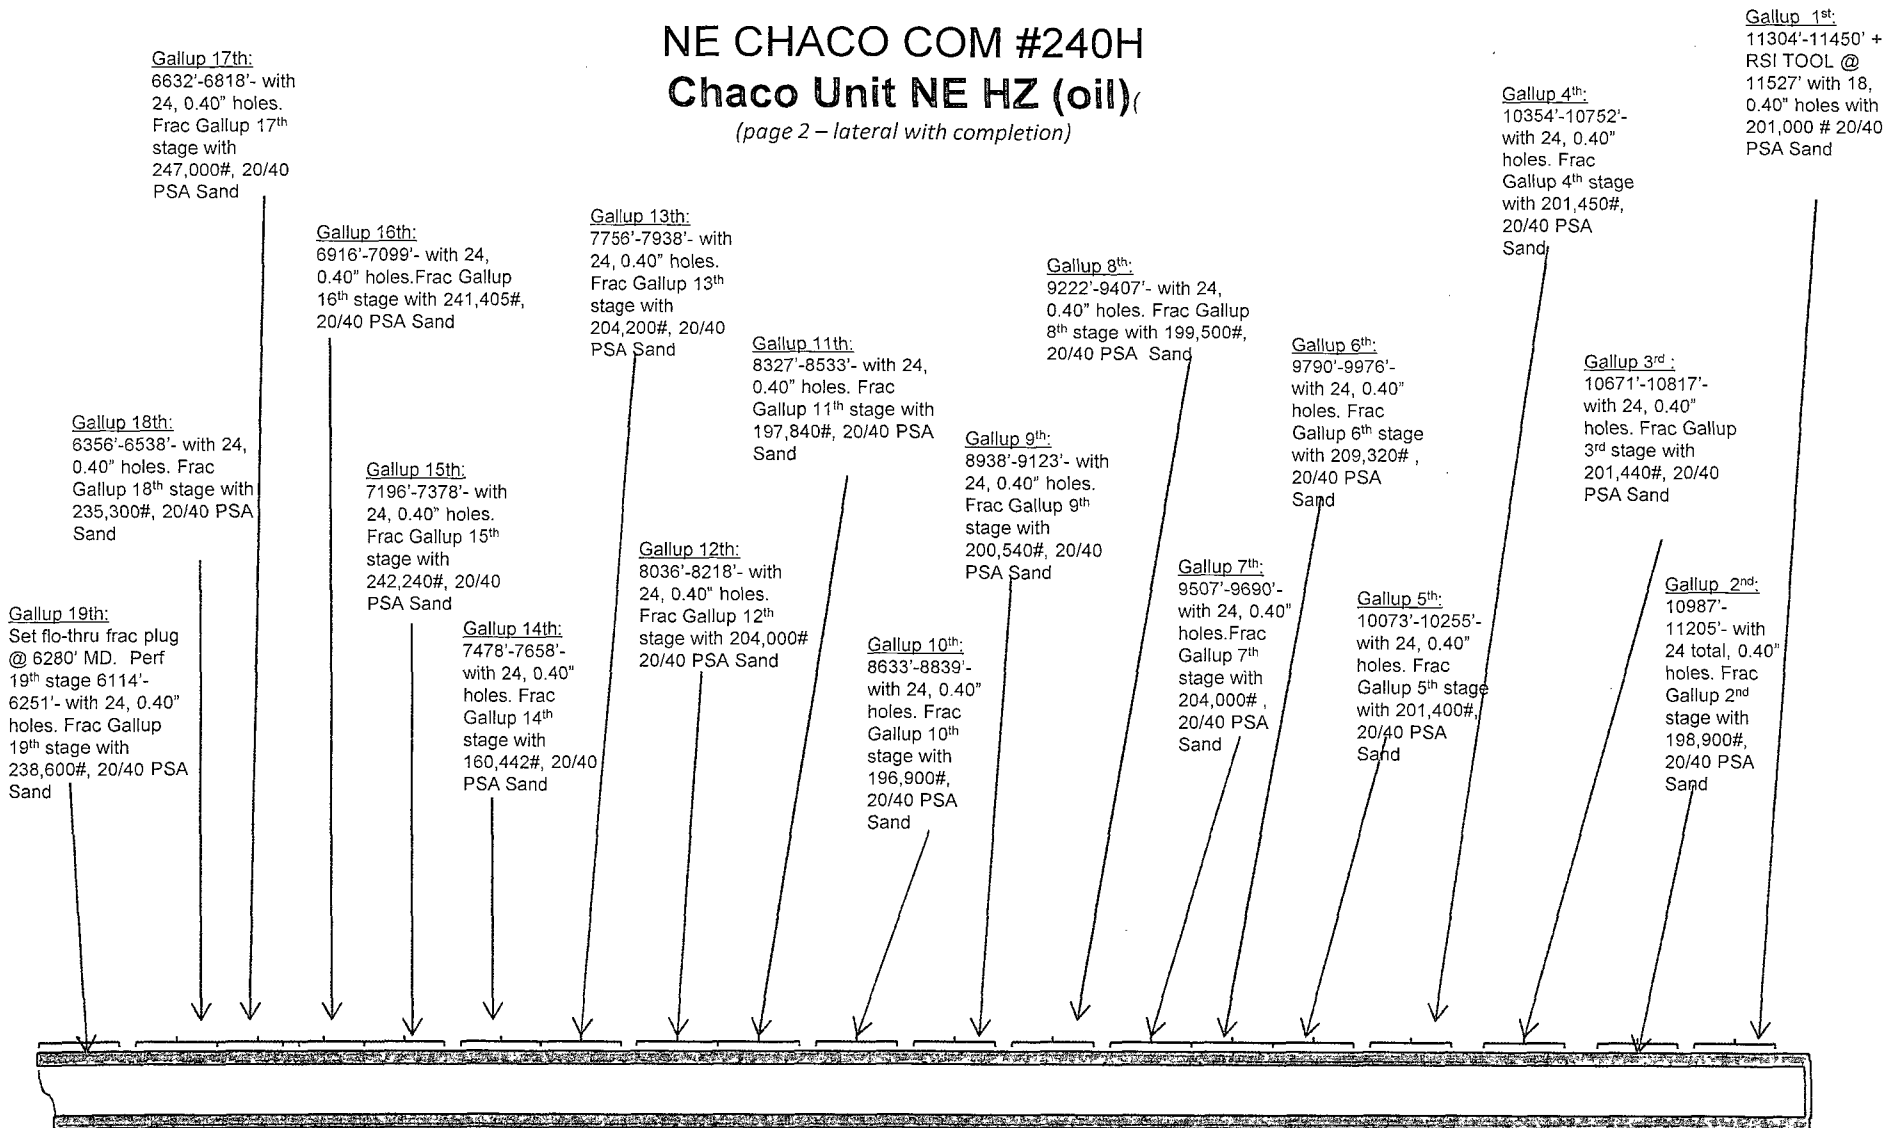 NE CHACO COM #240H
Chaco Unit NE HZ (oil)(
(page 2 – lateral with completion)
Gallup 17th:
6632’-6818’- with
24, 0.40” holes.
Frac Gallup 17th
stage with
247,000#, 20/40
PSA Sand
Gallup 16th:
6916’-7099’- with 24,
0.40” holes.Frac Gallup
16th stage with 241,405#,
20/40 PSA Sand
Gallup 13th:
7756’-7938’- with
24, 0.40” holes.
Frac Gallup 13th
stage with
204,200#, 20/40
PSA Sand
Gallup 11th:
8327’-8533’- with 24,
0.40” holes. Frac
Gallup 11th stage with
197,840#, 20/40 PSA
Sand
Gallup 8th:
9222’-9407’- with 24,
0.40” holes. Frac Gallup
8th stage with 199,500#,
20/40 PSA Sand
Gallup 6th:
9790’-9976’-
with 24, 0.40”
holes. Frac
Gallup 6th stage
with 209,320# ,
20/40 PSA
Sand
Gallup 4th:
10354’-10752’-
with 24, 0.40”
holes. Frac
Gallup 4th stage
with 201,450#,
20/40 PSA
Sand
Gallup 1st:
11304’-11450’ +
RSI TOOL @
11527’ with 18,
0.40” holes with
201,000 # 20/40
PSA Sand
Gallup 3rd :
10671’-10817’-
with 24, 0.40”
holes. Frac Gallup
3rd stage with
201,440#, 20/40
PSA Sand
Gallup 18th:
6356’-6538’- with 24,
0.40” holes. Frac
Gallup 18th stage with
235,300#, 20/40 PSA
Sand
Gallup 15th:
7196’-7378’- with
24, 0.40” holes.
Frac Gallup 15th
stage with
242,240#, 20/40
PSA Sand
Gallup 12th:
8036’-8218’- with
24, 0.40” holes.
Frac Gallup 12th
stage with 204,000#
20/40 PSA Sand
Gallup 9th:
8938’-9123’- with
24, 0.40” holes.
Frac Gallup 9th
stage with
200,540#, 20/40
PSA Sand
Gallup 7th:
9507’-9690’-
with 24, 0.40”
holes.Frac
Gallup 7th
stage with
204,000# ,
20/40 PSA
Sand
Gallup 5th:
10073’-10255’-
with 24, 0.40”
holes. Frac
Gallup 5th stage
with 201,400#,
20/40 PSA
Sand
Gallup 2nd:
10987’-
11205’- with
24 total, 0.40”
holes. Frac
Gallup 2nd
stage with
198,900#,
20/40 PSA
Sand
Gallup 19th:
Set flo-thru frac plug
@ 6280’ MD. Perf
19th stage 6114’-
6251’- with 24, 0.40”
holes. Frac Gallup
19th stage with
238,600#, 20/40 PSA
Sand
Gallup 14th:
7478’-7658’-
with 24, 0.40”
holes. Frac
Gallup 14th
stage with
160,442#, 20/40
PSA Sand
Gallup 10th:
8633’-8839’-
with 24, 0.40”
holes. Frac
Gallup 10th
stage with
196,900#,
20/40 PSA
Sand